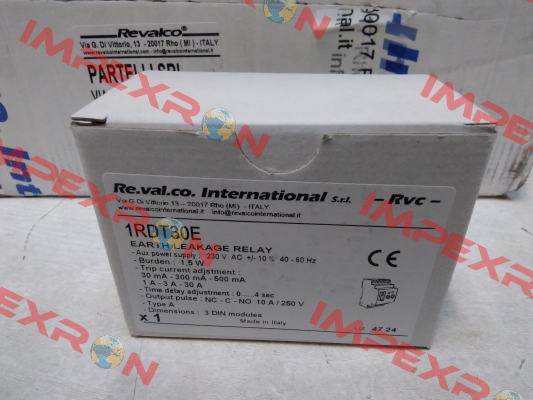 Revalco®
Via G. Di Vittorio, 13 - 20017 Rho ( MI ) - ITALY
www.revalcointernational.com
PARTELLI SRL
IMPEXRON
Re.val.co. International S.r.l. - Rvc -
Via G. Di Vittorio 13 – 20017 Rho ( MI ) - ITALY
revalcointernational.it info@revalcointernational.it
1RDT30E
EARTH LEAKAGE RELAY
- Aux power supply : 230 V AC +/- 10 % 40 - 60 Hz
- Burden : 1,5 W
- Trip current adjustment :
30 mA - 300 mA - 500 mA
1 A - 3 A - 30 A
- Time delay adjustment : 0.....4 sec
- Output pulse - NC - C - NO 10 A / 250 V
- Type A
- Dimensions : 3 DIN modules
x 1
Made in Italy
CE
Lot 47 24
IMPEXRON
IMPEXRON
IMPEXRON